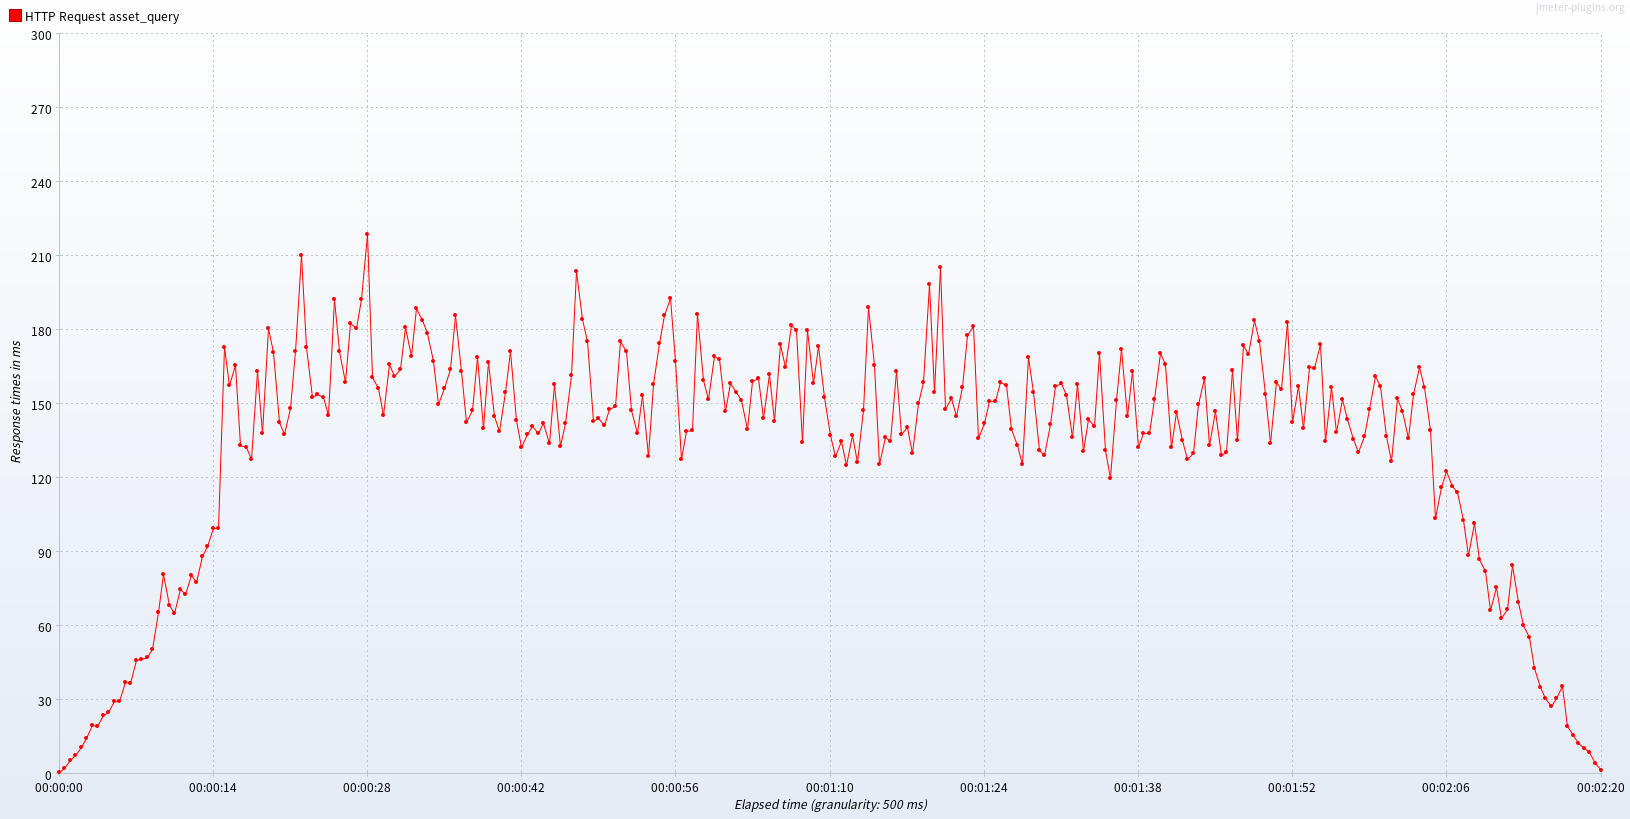 HTTP Request asset_query
jmeter-plugins.org
300
270
240
210
180
150
120
90
60
30
0
Response times in ms
00:00:00 00:00:14 00:00:28 00:00:42 00:00:56 00:01:10 00:01:24 00:01:38 00:01:52 00:02:06 00:02:20
Elapsed time (granularity: 500 ms)